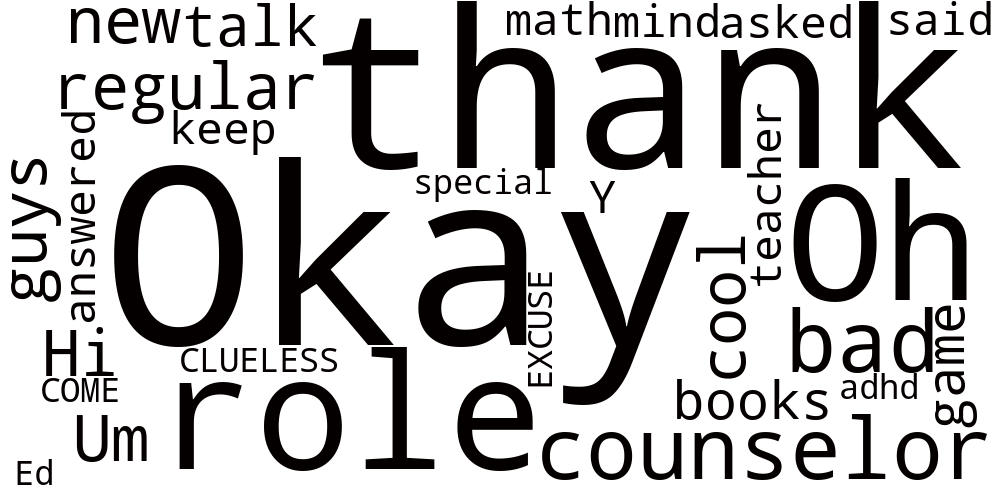 new talk thank math mind asked said
regular
keep
answered
guys
special
Y
teacher
Okay
Oh
cool
EXCUSE
bad
game
Hi
CLUELESS
COME
role
books
adhd
Um
counselor
Ed